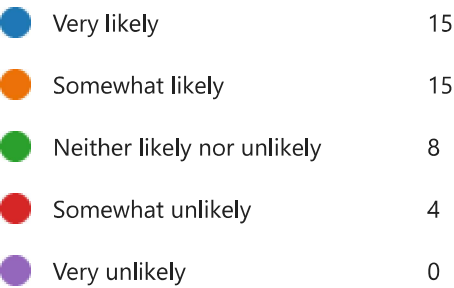 Very likely 15
Somewhat likely 15
Neither likely nor unlikely 8
Somewhat unlikely 4
Very unlikely 0